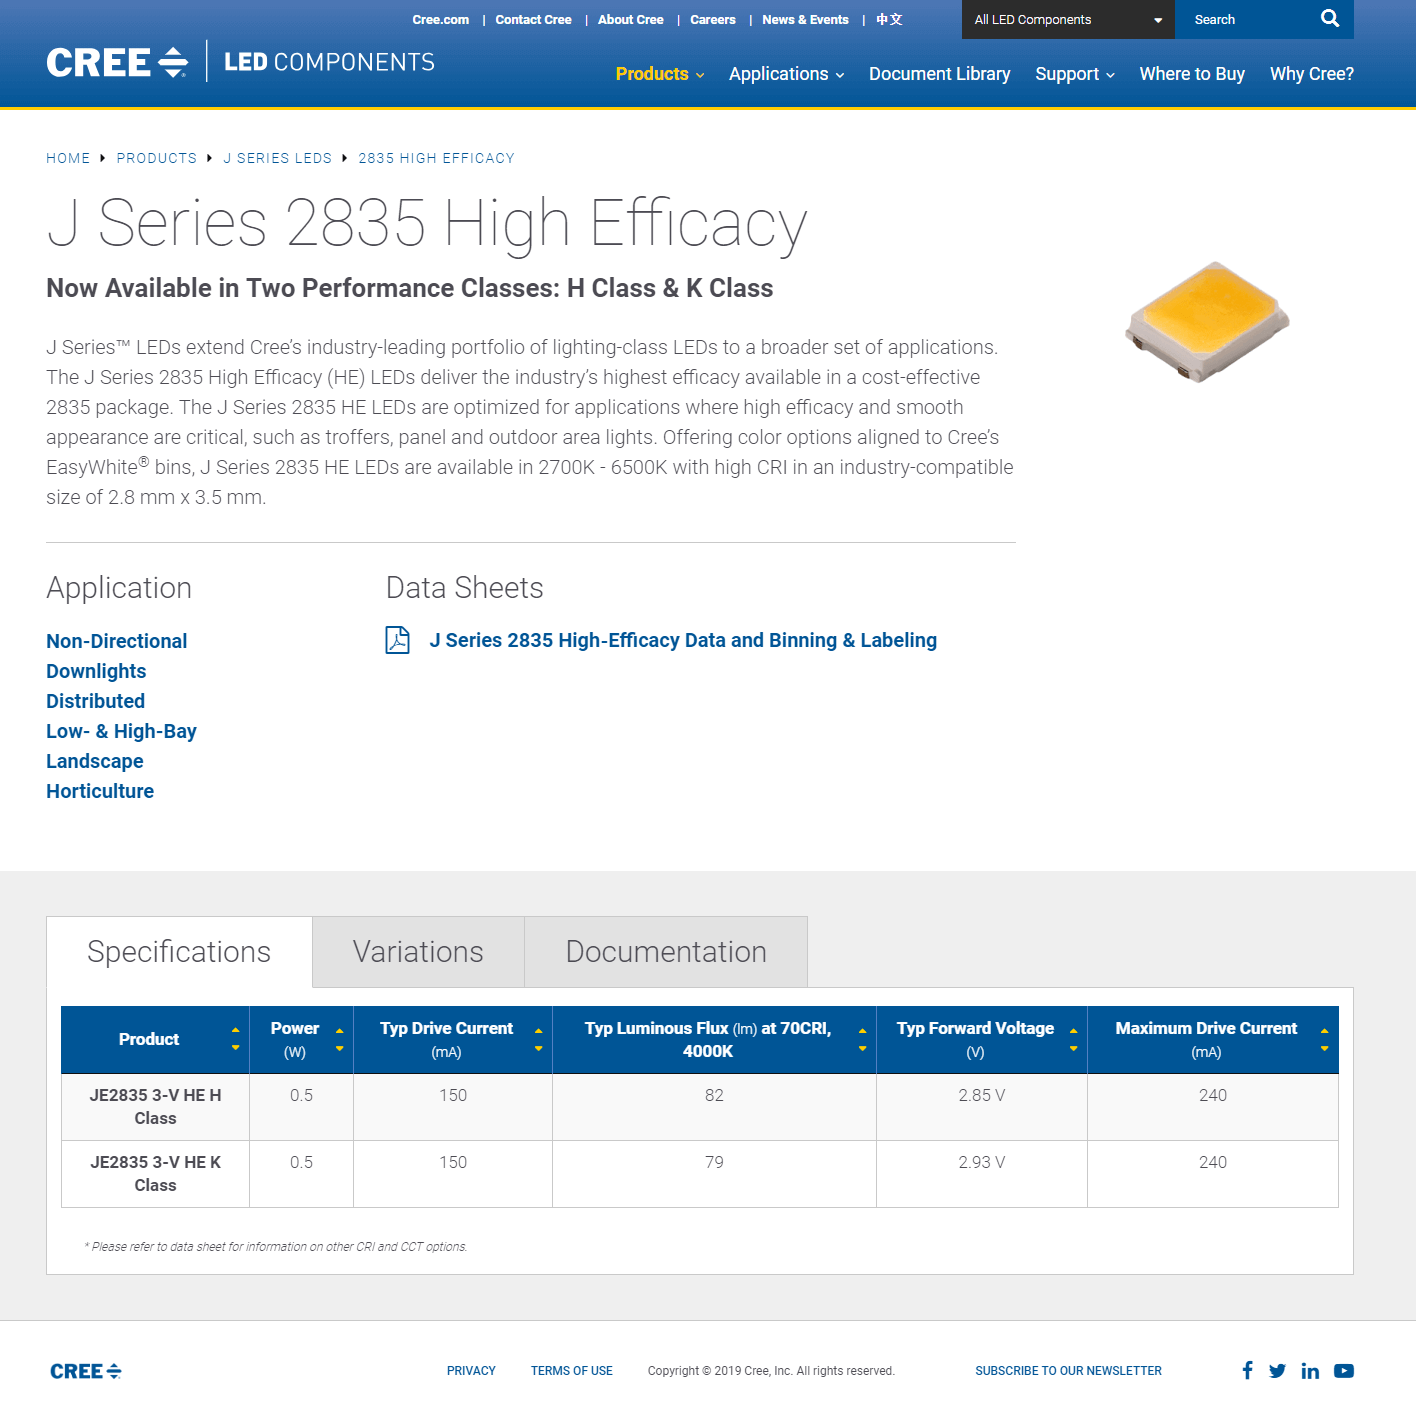 Cree.com | Contact Cree | About Cree | Careers | News & Events | 中文
All LED Components
Search
CREE LED COMPONENTS
Products Applications Document Library Support Where to Buy Why Cree?
HOME PRODUCTS J SERIES LEDS 2835 HIGH EFFICACY
J Series 2835 High Efficacy
Now Available in Two Performance Classes: H Class & K Class
J Series™ LEDs extend Cree’s industry-leading portfolio of lighting-class LEDs to a broader set of applications.
The J Series 2835 High Efficacy (HE) LEDs deliver the industry’s highest efficacy available in a cost-effective
2835 package. The J Series 2835 HE LEDs are optimized for applications where high efficacy and smooth
appearance are critical, such as troffers, panel and outdoor area lights. Offering color options aligned to Cree’s
EasyWhite® bins, J Series 2835 HE LEDs are available in 2700K - 6500K with high CRI in an industry-compatible
size of 2.8 mm x 3.5 mm.
Application
Non-Directional
Downlights
Distributed
Low- & High-Bay
Landscape
Horticulture
Data Sheets
J Series 2835 High-Efficacy Data and Binning & Labeling
Specifications Variations Documentation
Product
Power
(W)
Typ Drive Current
(mA)
Typ Luminous Flux (lm) at 70CRI,
4000K
Typ Forward Voltage
(V)
Maximum Drive Current
(mA)
JE2835 3-V HE H
Class
0.5
150
82
2.85 V
240
JE2835 3-V HE K
Class
0.5
150
79
2.93 V
240
* Please refer to data sheet for information on other CRI and CCT options.
CREE
PRIVACY TERMS OF USE Copyright © 2019 Cree, Inc. All rights reserved. SUBSCRIBE TO OUR NEWSLETTER